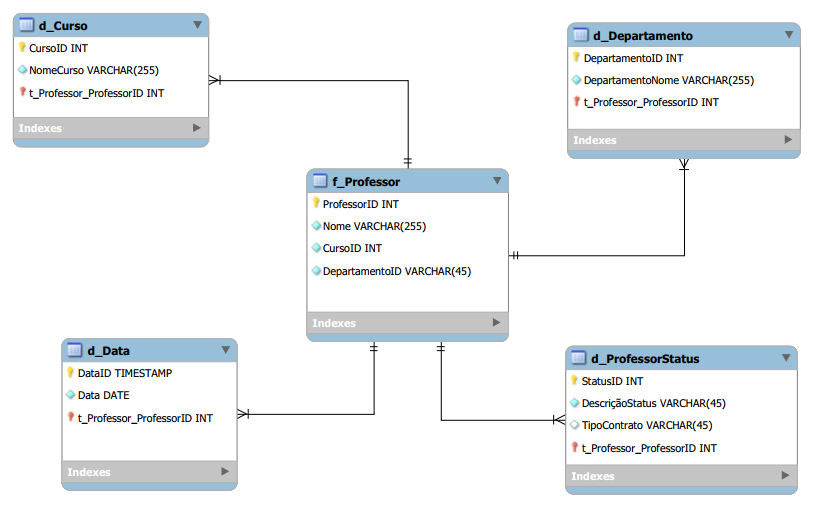 d_Curso
CursoID INT
NomeCurso VARCHAR(255)
t_Professor_ProfessorID INT
Indexes
d_Departamento
DepartamentoID INT
DepartamentoNome VARCHAR(255)
t_Professor_ProfessorID INT
Indexes
f_Professor
ProfessorID INT
Nome VARCHAR(255)
CursoID INT
DepartamentoID VARCHAR(45)
Indexes
d_Data
DataID TIMESTAMP
Data DATE
t_Professor_ProfessorID INT
Indexes
d_ProfessorStatus
StatusID INT
DescriçãoStatus VARCHAR(45)
TipoContrato VARCHAR(45)
t_Professor_ProfessorID INT
Indexes